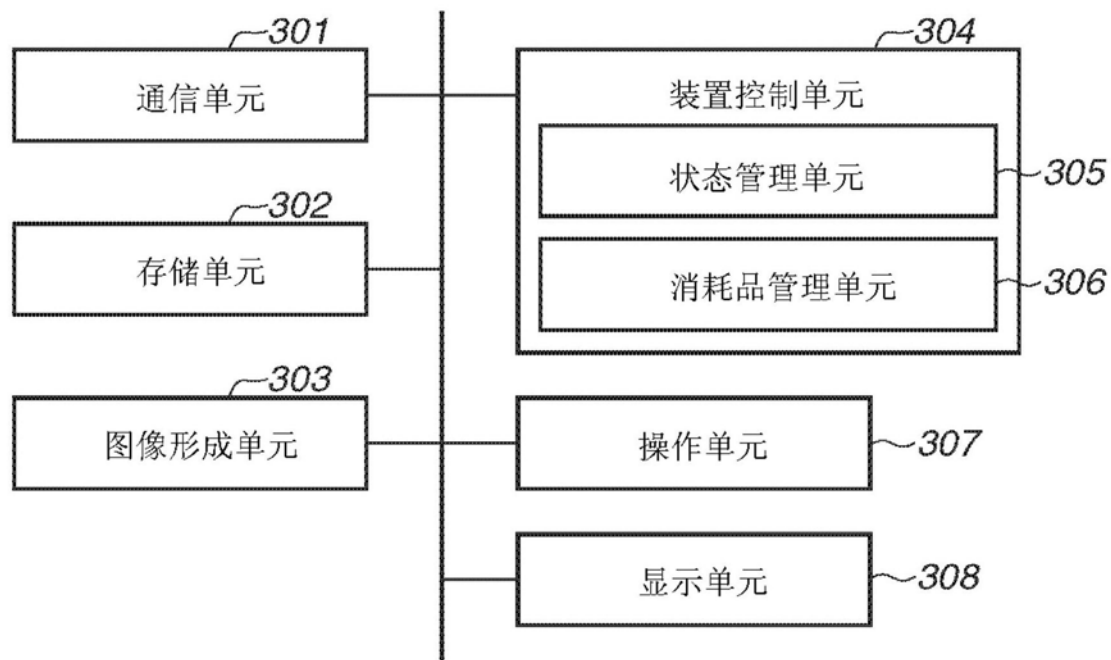 301
通信单元
302
存储单元
303
图像形成单元
304
装置控制单元
状态管理单元
305
消耗品管理单元
306
操作单元
307
显示单元
308